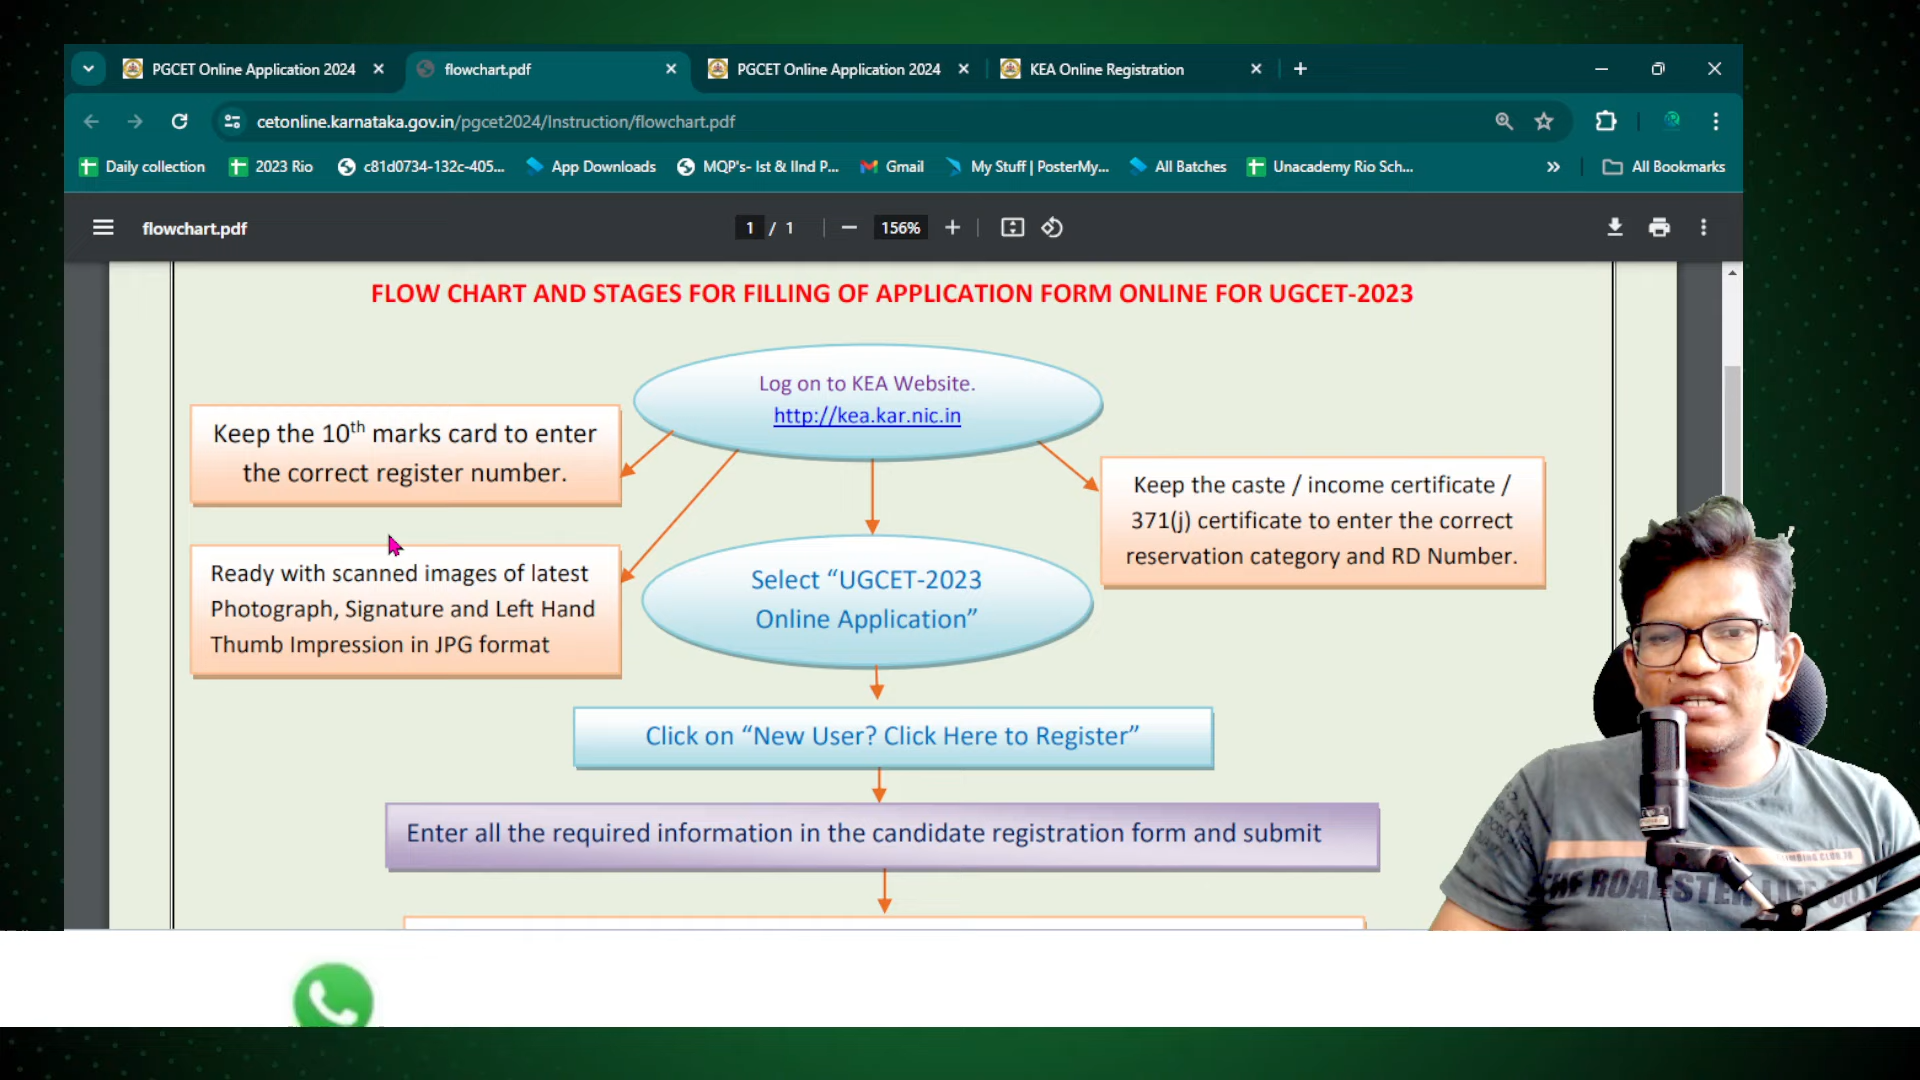 PGCET Online Application 2024
flowchart.pdf
PGCET Online Application 2024
KEA Online Registration
cetonline.karnataka.gov.in/pgcet2024/Instruction/flowchart.pdf
Daily collection
2023 Rio
c81d0734-132c-405...
App Downloads
MQP's- Ist & IInd P...
Gmail
My Stuff | PosterMy...
All Batches
Unacademy Rio Sch...
All Bookmarks
flowchart.pdf
1 / 1
156%
FLOW CHART AND STAGES FOR FILLING OF APPLICATION FORM ONLINE FOR UGCET-2023
Log on to KEA Website.
http://kea.kar.nic.in
Keep the 10th marks card to enter
the correct register number.
Keep the caste / income certificate /
371(j) certificate to enter the correct
reservation category and RD Number.
Ready with scanned images of latest
Photograph, Signature and Left Hand
Thumb Impression in JPG format
Select “UGCET-2023
Online Application”
Click on “New User? Click Here to Register”
Enter all the required information in the candidate registration form and submit